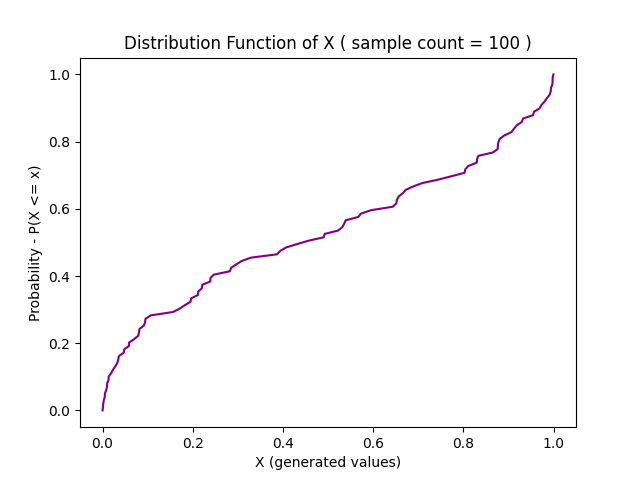 Distribution Function of X ( sample count = 100 )
Probability - P(X <= x)
1.0
0.8
0.6
0.4
0.2
0.0
0.0 0.2 0.4 0.6 0.8 1.0
X (generated values)